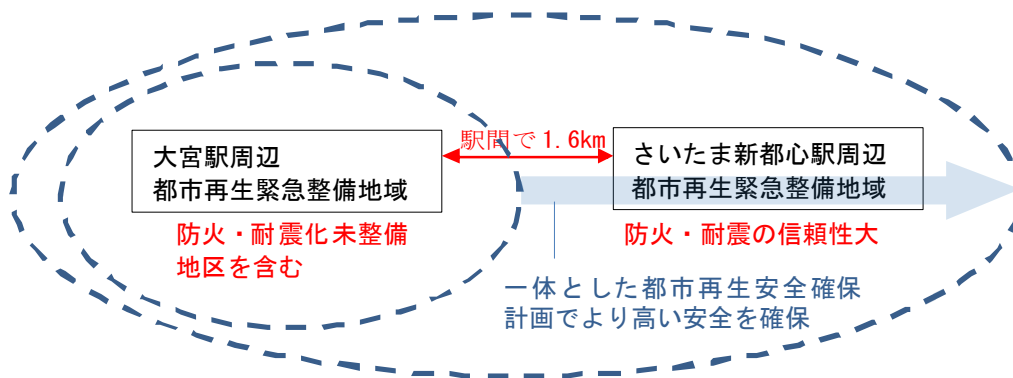 駅間で1.6km
大宮駅周辺
都市再生緊急整備地域
さいたま新都心駅周辺
都市再生緊急整備地域
防火・耐震化未整備
地区を含む
防火・耐震の信頼性大
一体とした都市再生安全確保
計画でより高い安全を確保